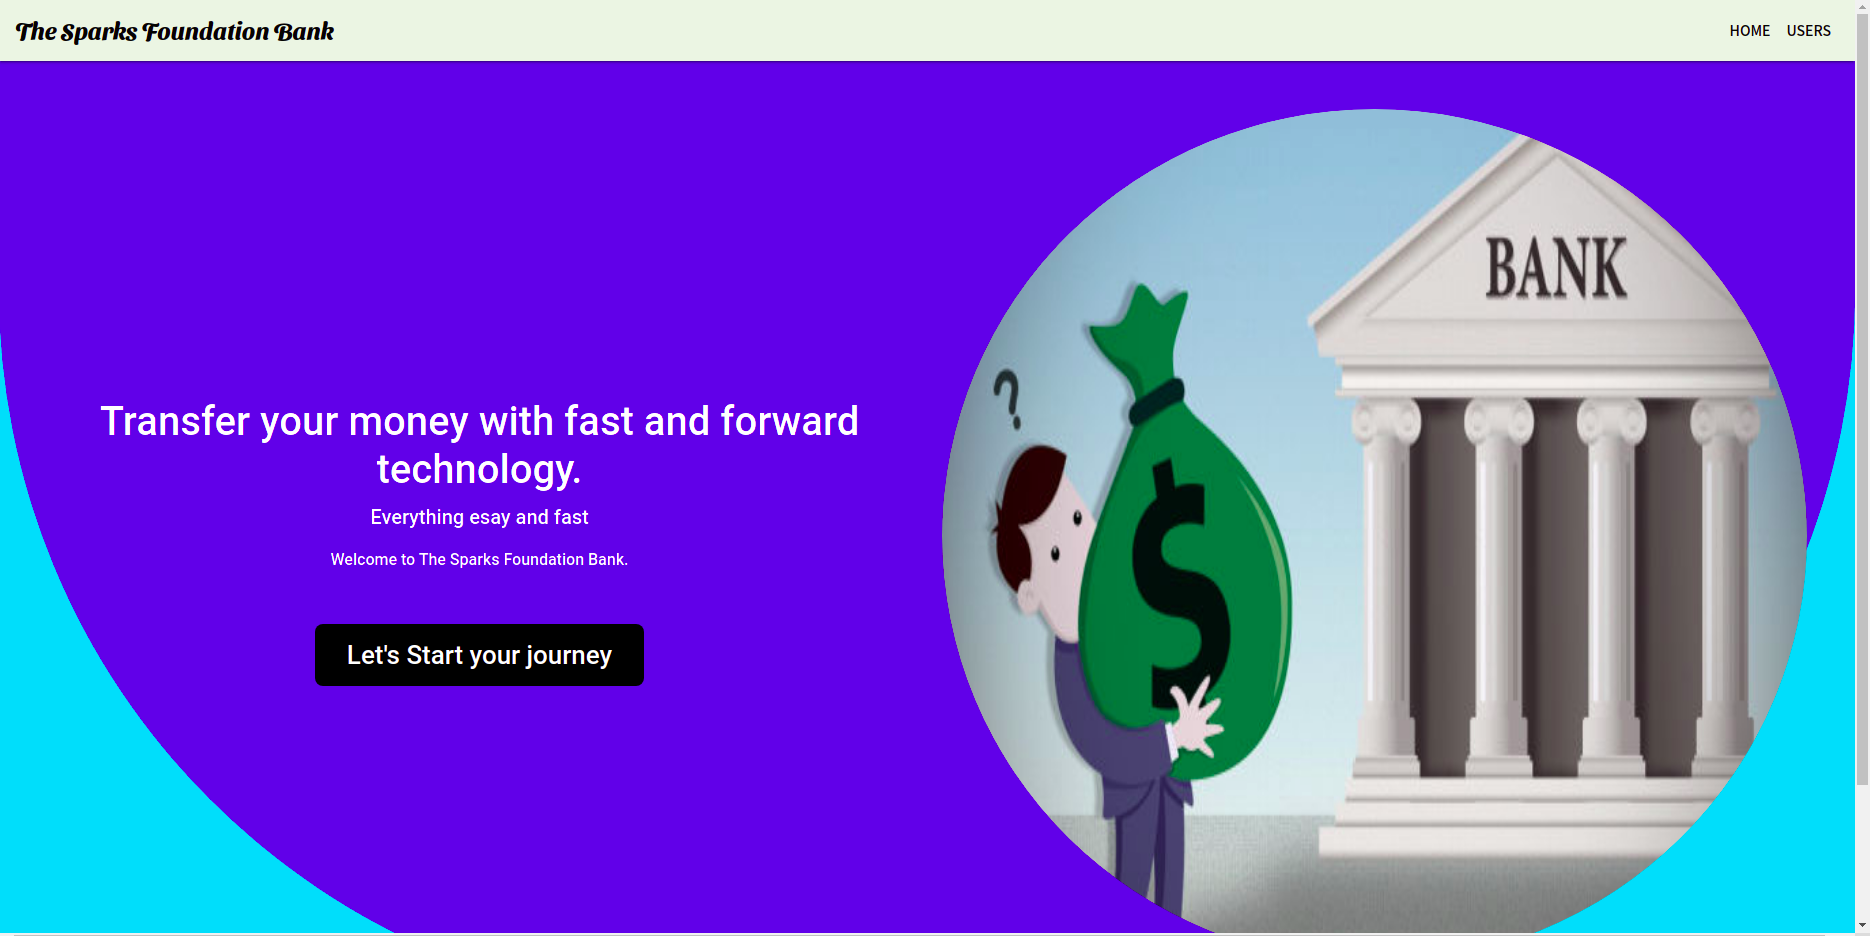 The Sparks Foundation Bank
HOME USERS
BANK
?
Transfer your money with fast and forward
technology.
Everything esay and fast
Welcome to The Sparks Foundation Bank.
$
Let's Start your journey